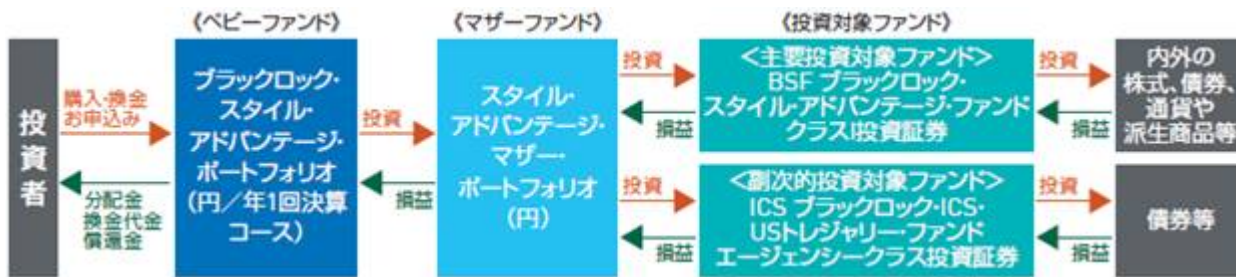 《ベビーファンド》
《マザーファンド》
《投資対象ファンド》
投資者
購入・換金
お申込み
分配金
換金代金
償還金
ブラックロック・
スタイル・
アドバンテージ・
ポートフォリオ
(円/年1回決算
コース)
投資
損益
スタイル・
アドバンテージ・
マザー・
ポートフォリオ
(円)
投資
損益
<主要投資対象ファンド>
BSF ブラックロック・
スタイル・アドバンテージ・ファンド
クラスI投資証券
投資
損益
内外の
株式、債券、
通貨や
派生商品等
投資
損益
<副次的投資対象ファンド>
ICS ブラックロック・ICS・
USトレジャリー・ファンド
エージェンシークラス投資証券
投資
損益
債券等